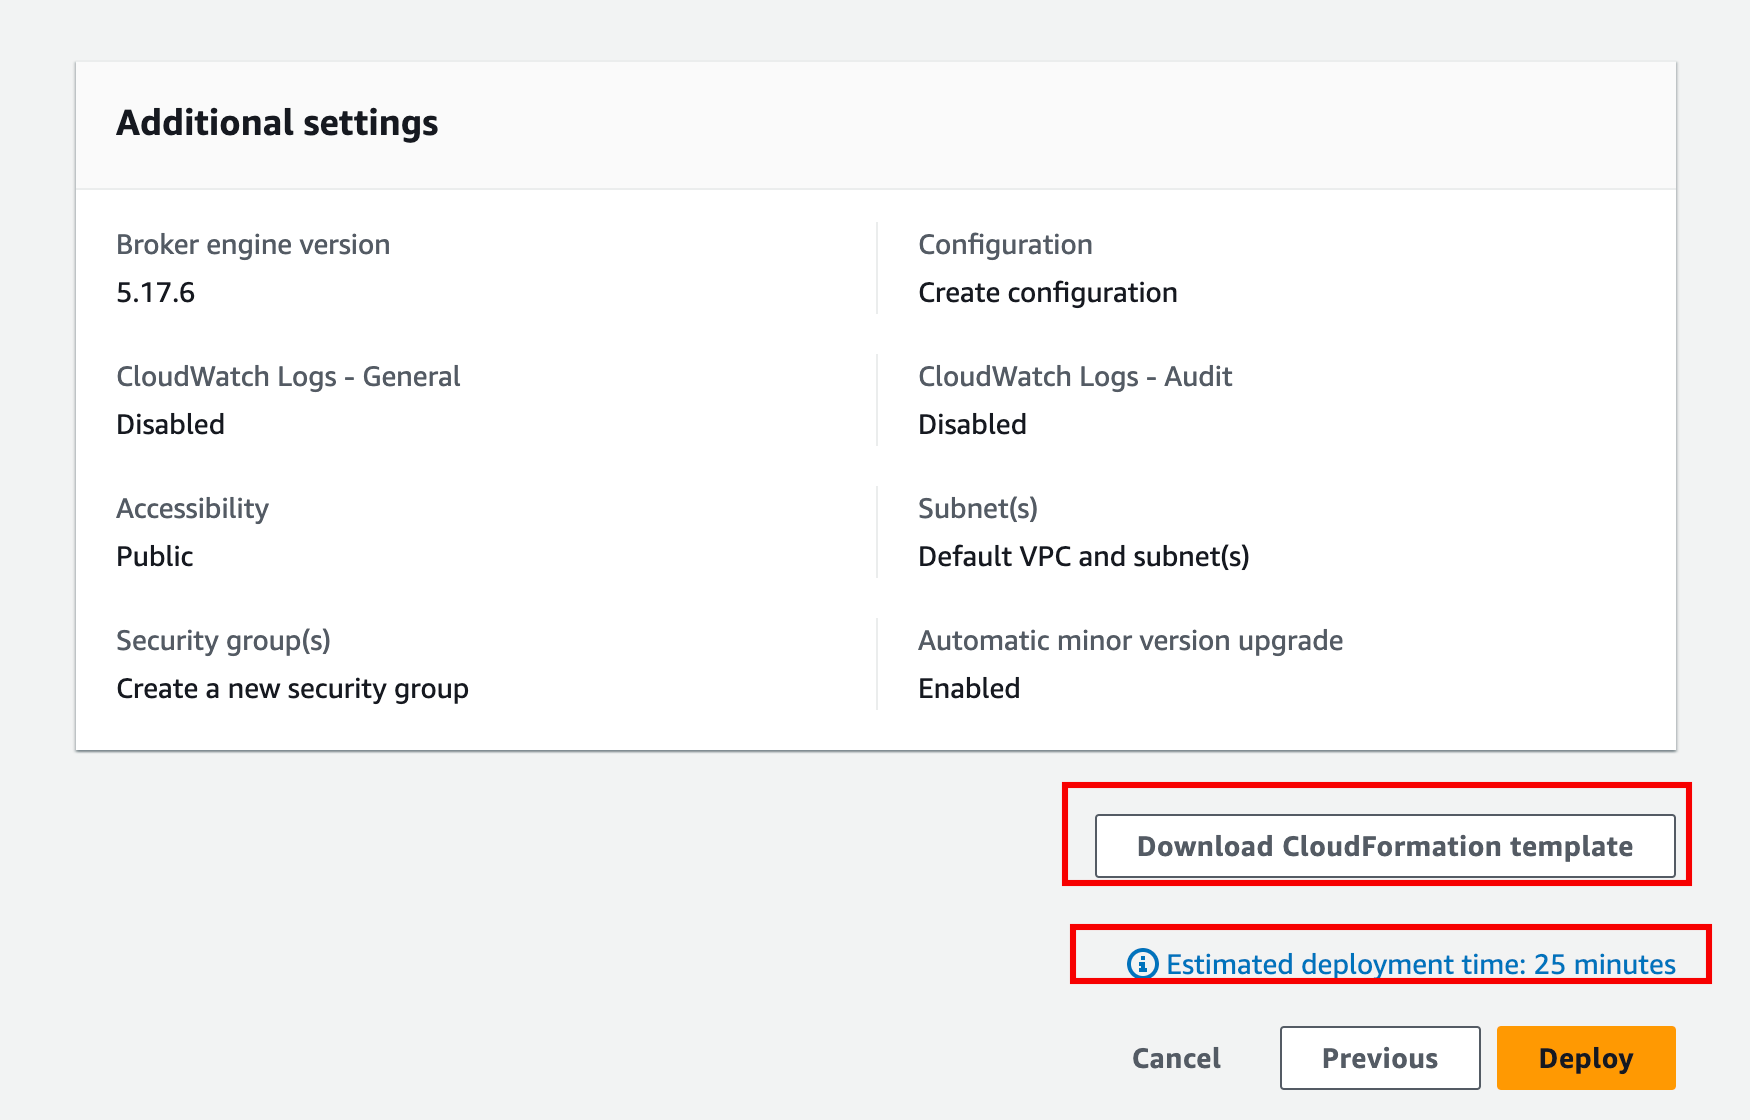 Additional settings
Broker engine version
5.17.6
Configuration
Create configuration
CloudWatch Logs - General
Disabled
CloudWatch Logs - Audit
Disabled
Accessibility
Public
Subnet(s)
Default VPC and subnet(s)
Security group(s)
Create a new security group
Automatic minor version upgrade
Enabled
Download CloudFormation template
Estimated deployment time: 25 minutes
Cancel
Previous
Deploy